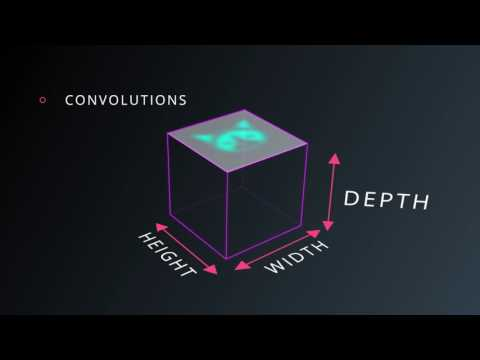 CONVOLUTIONS
DEPTH
HEIGHT
WIDTH